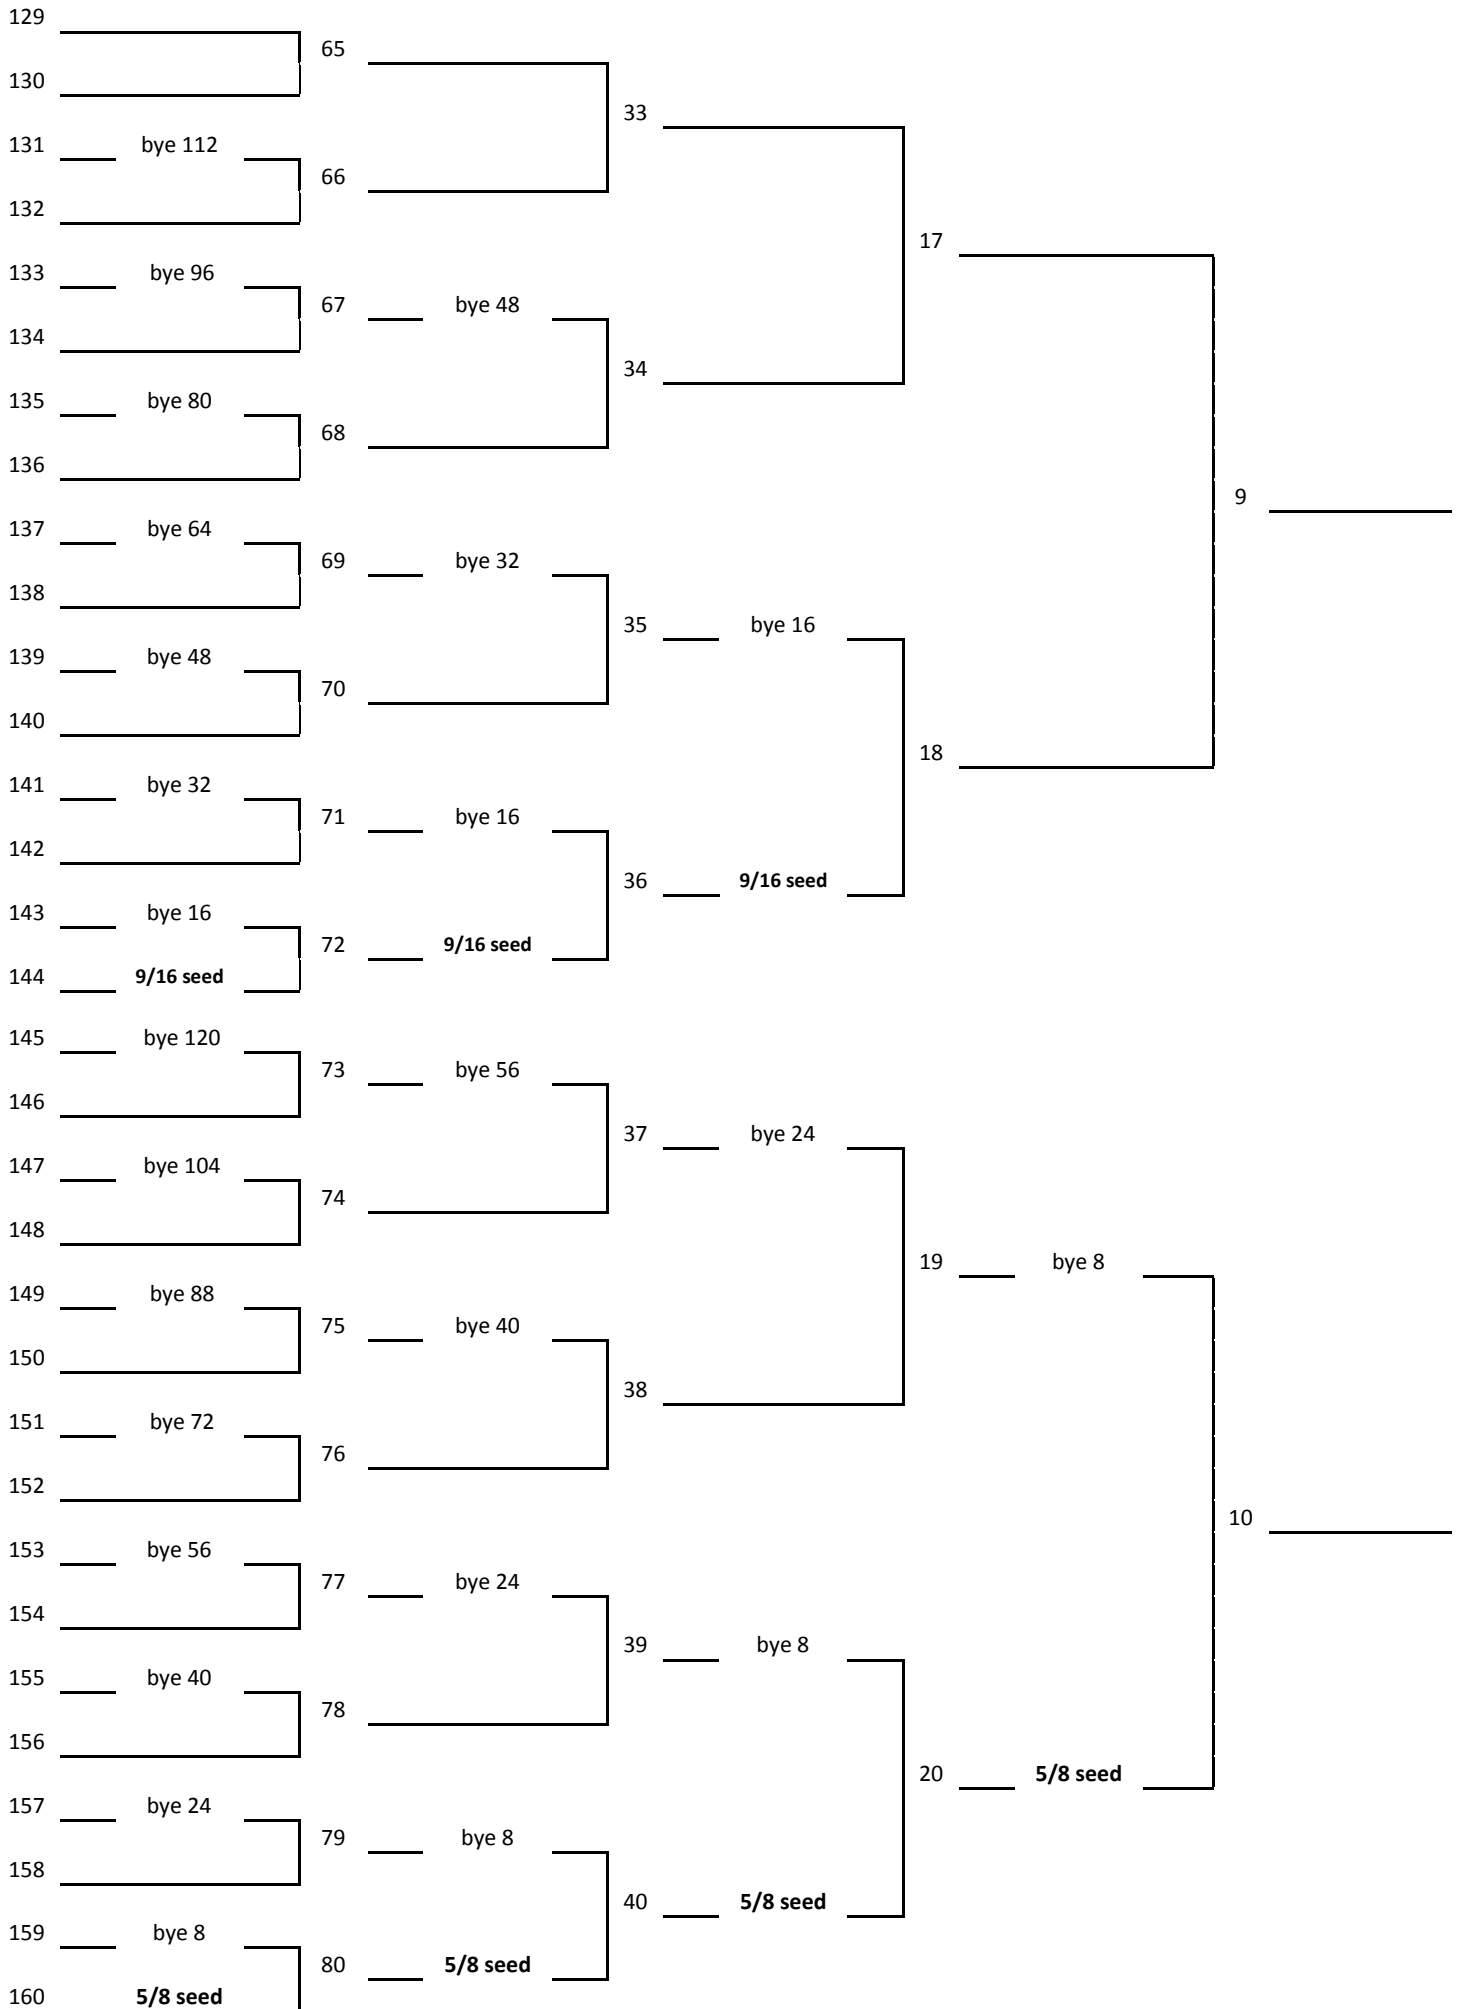 129
65
130
33
131 bye 112
66
132
17
133 bye 96
67 bye 48
134
34
135 bye 80
68
136
9
137 bye 64
69 bye 32
138
35 bye 16
139 bye 48
70
140
18
141 bye 32
71 bye 16
142
36 9/16 seed
143 bye 16
72 9/16 seed
144 9/16 seed
145 bye 120
73 bye 56
146
37 bye 24
147 bye 104
74
148
19 bye 8
149 bye 88
75 bye 40
150
38
151 bye 72
76
152
10
153 bye 56
77 bye 24
154
39 bye 8
155 bye 40
78
156
20 5/8 seed
157 bye 24
79 bye 8
158
40 5/8 seed
159 bye 8
80 5/8 seed
160 5/8 seed